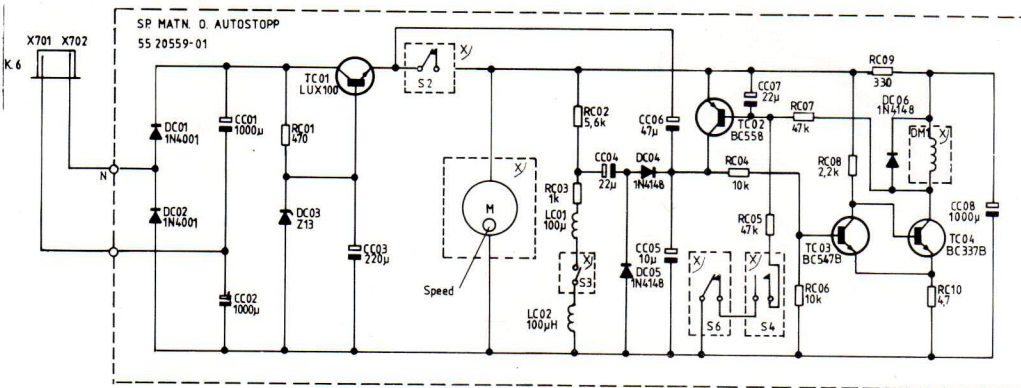 SP. MATN. O. AUTOSTOPP
55 20559-01
X701 X702
K.6
N
DC01
1N4001
DC02
1N4001
CC01
1000µ
CC02
1000µ
RC01
470
DC03
Z13
TC01
LUX100
CC03
220µ
S2
X)
X)
M
Speed
RC02
5,6k
RC03
1k
LC01
100µ
X)
S3
LC02
100µH
CC04
22µ
DC04
1N4148
CC06
47µ
CC05
10µ
DC05
1N4148
TC02
BC558
CC07
22µ
RC04
10k
RC07
47k
RC05
47k
X)
S6
X)
S4
RC06
10k
RC08
2,2k
RC09
330
DC06
1N4148
X)
TC03
BC547B
TC04
BC337B
RC10
4,7
CC08
1000µ